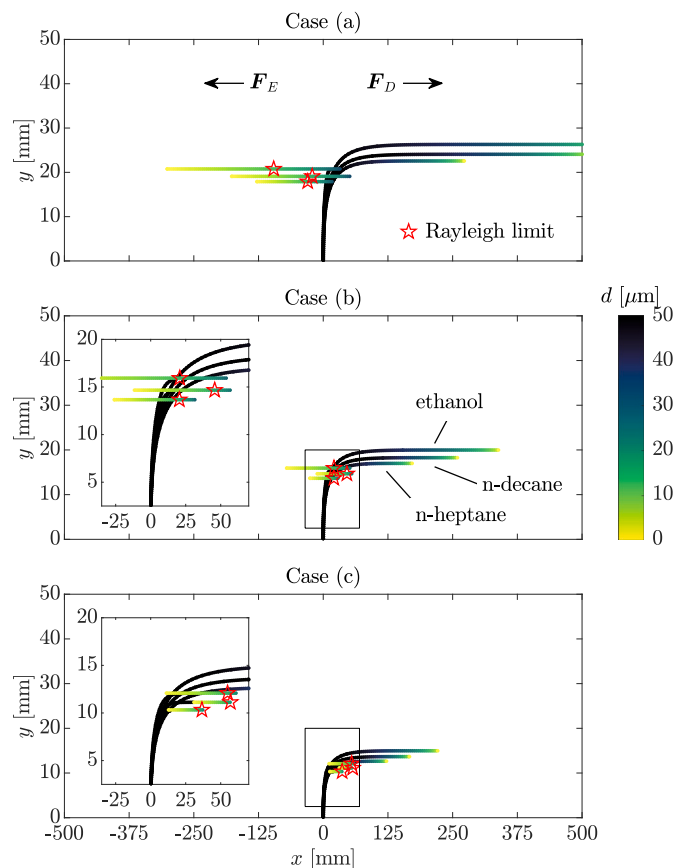 Case (a)
50
40
30
20
10
0
y [mm]
F_E
F_D
Rayleigh limit
Case (b)
50
40
30
20
10
0
y [mm]
20
15
10
5
-25 0 25 50
ethanol
n-decane
n-heptane
d [μm]
50
40
30
20
10
0
Case (c)
50
40
30
20
10
0
y [mm]
20
15
10
5
-25 0 25 50
-500 -375 -250 -125 0 125 250 375 500
x [mm]